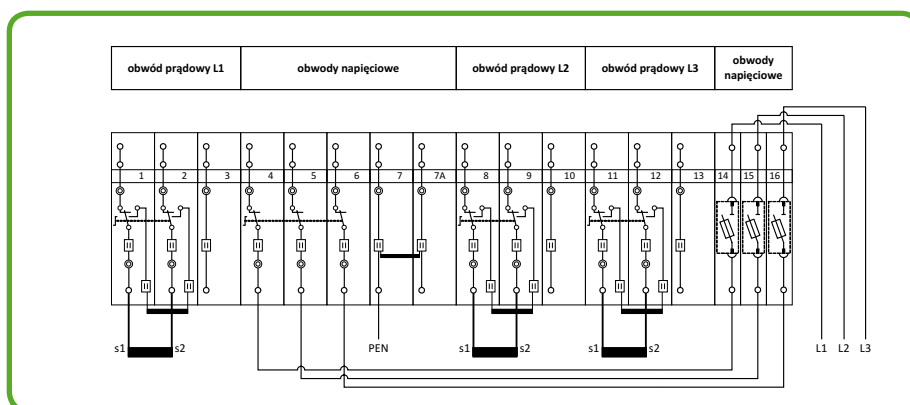 obwód prądowy L1 obwody napięciowe obwód prądowy L2 obwód prądowy L3 obwody
napięciowe
1 2 3 4 5 6 7 7A 8 9 10 11 12 13 14 15 16
s1 s2 PEN s1 s2 s1 s2 L1 L2 L3